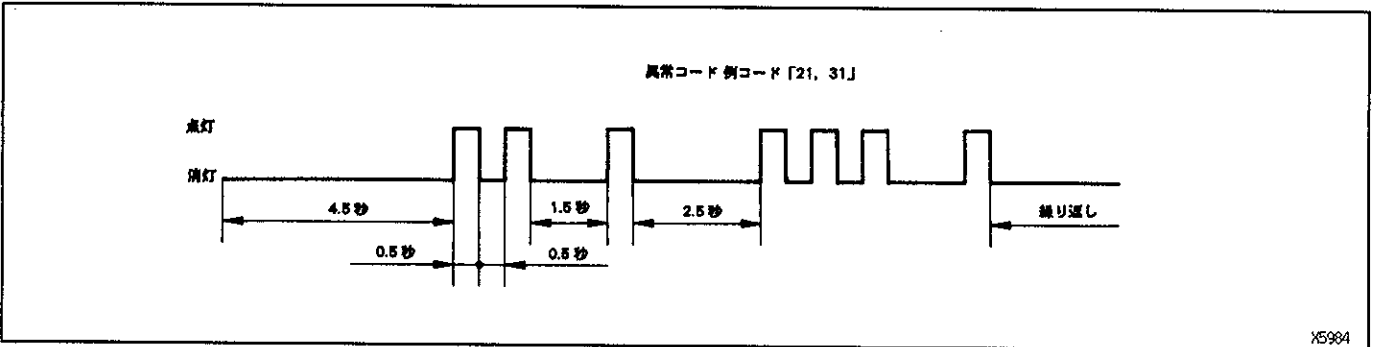 異常コード 例コード「21, 31」
点灯
消灯
4.5 秒
1.5 秒
2.5 秒
繰り返し
0.5 秒
0.5 秒
X5984